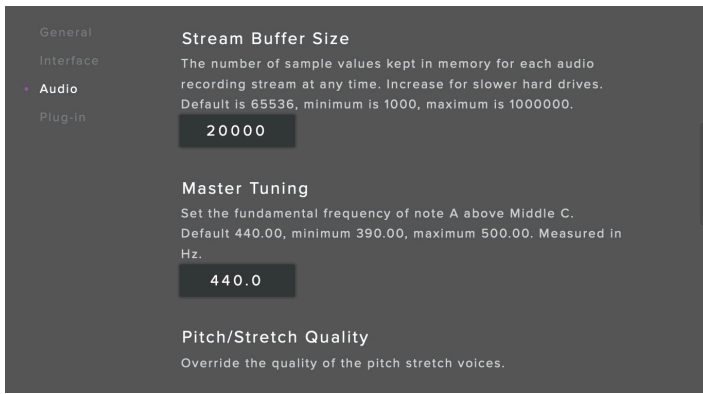 General
Interface
Audio
Plug-in
Stream Buffer Size
The number of sample values kept in memory for each audio
recording stream at any time. Increase for slower hard drives.
Default is 65536, minimum is 1000, maximum is 1000000.
20000
Master Tuning
Set the fundamental frequency of note A above Middle C.
Default 440.00, minimum 390.00, maximum 500.00. Measured in
Hz.
440.0
Pitch/Stretch Quality
Override the quality of the pitch stretch voices.